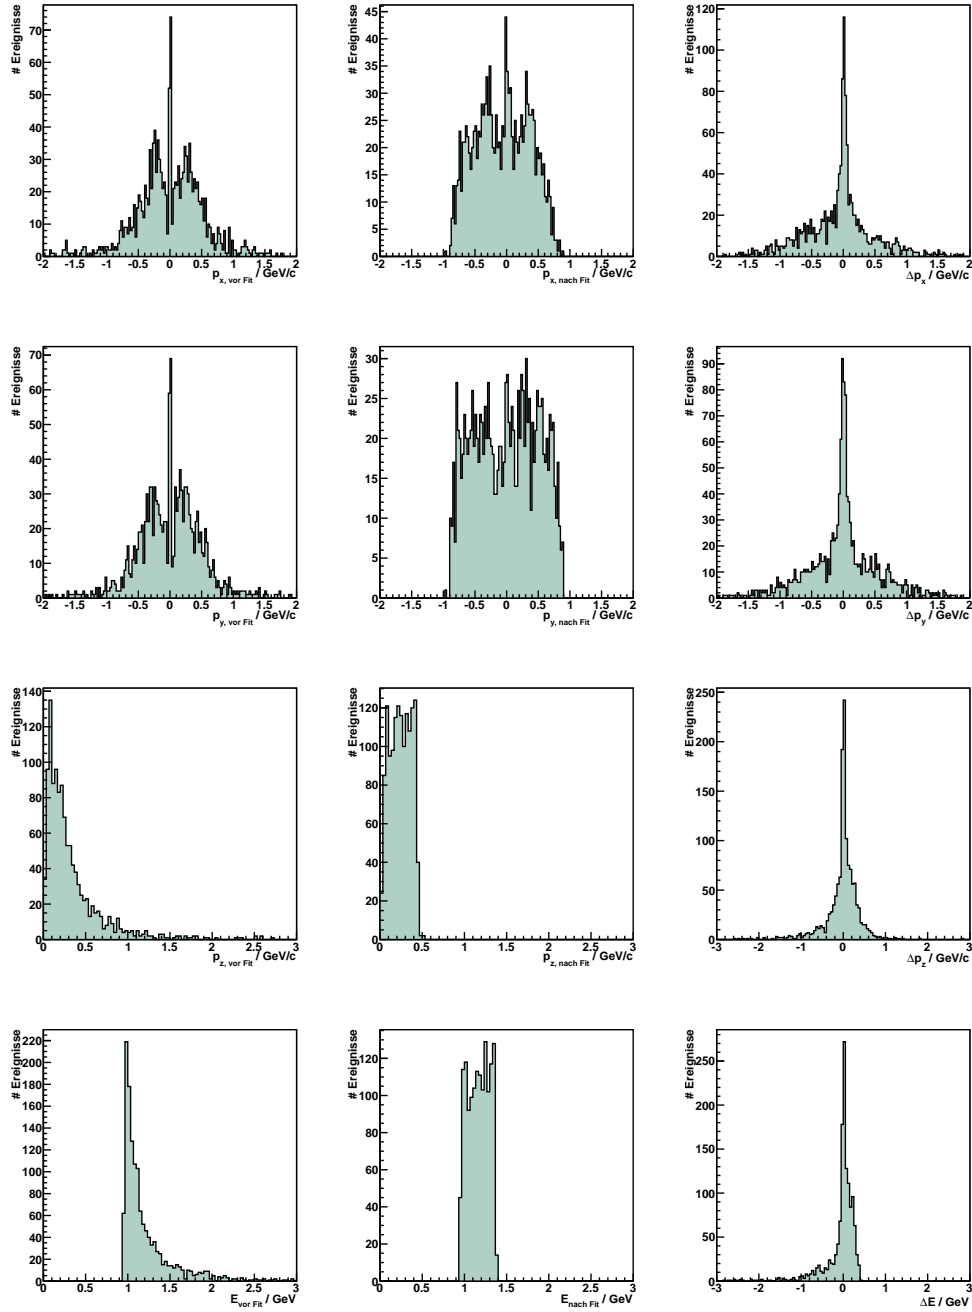 # Ereignisse
70
60
50
40
30
20
10
0
-2 -1.5 -1 -0.5 0 0.5 1 1.5 2
p x, vor Fit / GeV/c
# Ereignisse
45
40
35
30
25
20
15
10
5
0
-2 -1.5 -1 -0.5 0 0.5 1 1.5 2
p x, nach Fit / GeV/c
# Ereignisse
120
100
80
60
40
20
0
-2 -1.5 -1 -0.5 0 0.5 1 1.5 2
Δp x / GeV/c
# Ereignisse
70
60
50
40
30
20
10
0
-2 -1.5 -1 -0.5 0 0.5 1 1.5 2
p y, vor Fit / GeV/c
# Ereignisse
30
25
20
15
10
5
0
-2 -1.5 -1 -0.5 0 0.5 1 1.5 2
p y, nach Fit / GeV/c
# Ereignisse
90
80
70
60
50
40
30
20
10
0
-2 -1.5 -1 -0.5 0 0.5 1 1.5 2
Δp y / GeV/c
# Ereignisse
140
120
100
80
60
40
20
0
0 0.5 1 1.5 2 2.5 3
p z, vor Fit / GeV/c
# Ereignisse
120
100
80
60
40
20
0
0 0.5 1 1.5 2 2.5 3
p z, nach Fit / GeV/c
# Ereignisse
250
200
150
100
50
0
-3 -2 -1 0 1 2 3
Δp z / GeV/c
# Ereignisse
220
200
180
160
140
120
100
80
60
40
20
0
0 0.5 1 1.5 2 2.5 3
E vor Fit / GeV
# Ereignisse
120
100
80
60
40
20
0
0 0.5 1 1.5 2 2.5 3
E nach Fit / GeV
# Ereignisse
250
200
150
100
50
0
-3 -2 -1 0 1 2 3
ΔE / GeV